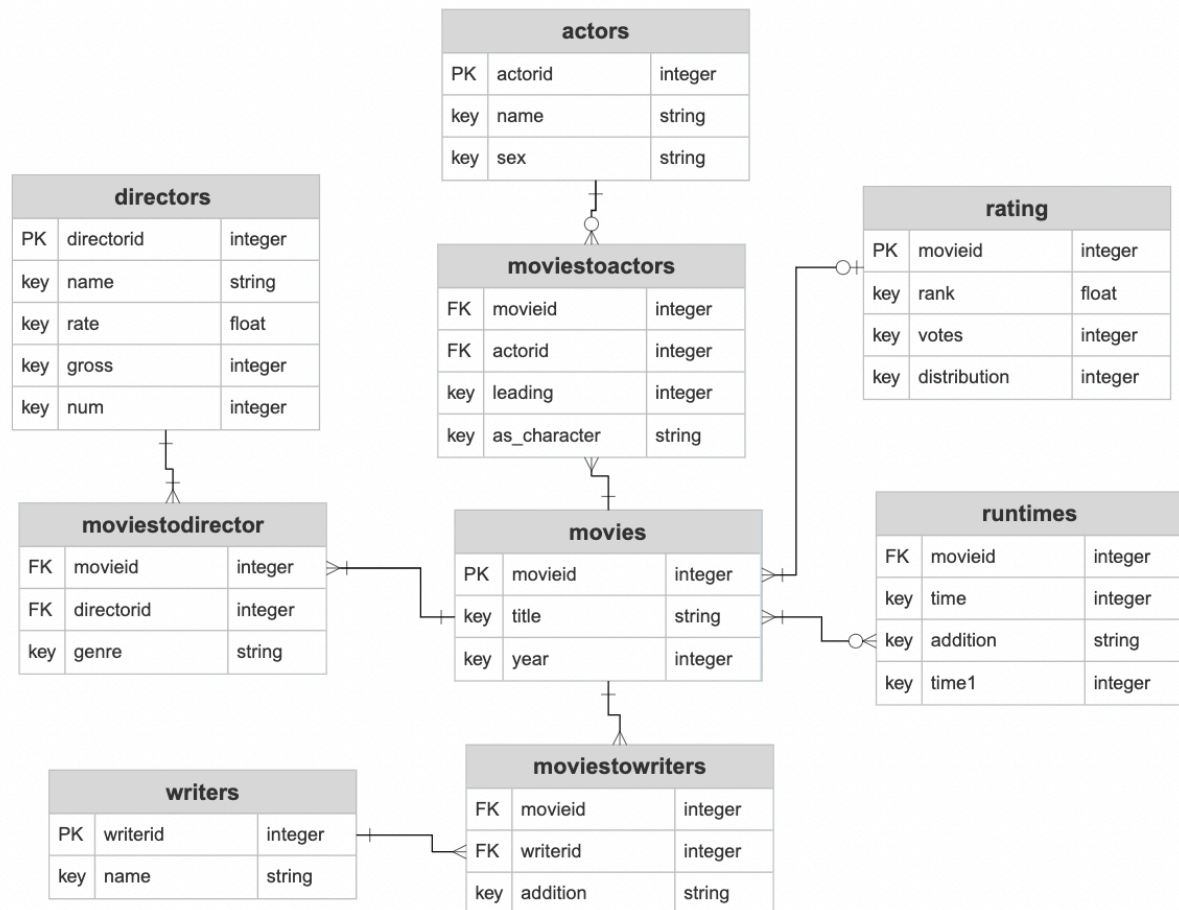 actors
PK actorid integer
key name string
key sex string
directors
PK directorid integer
key name string
key rate float
key gross integer
key num integer
rating
PK movieid integer
key rank float
key votes integer
key distribution integer
moviestoactors
FK movieid integer
FK actorid integer
key leading integer
key as_character string
moviestodirector
FK movieid integer
FK directorid integer
key genre string
movies
PK movieid integer
key title string
key year integer
runtimes
FK movieid integer
key time integer
key addition string
key time1 integer
moviestowriters
FK movieid integer
FK writerid integer
key addition string
writers
PK writerid integer
key name string